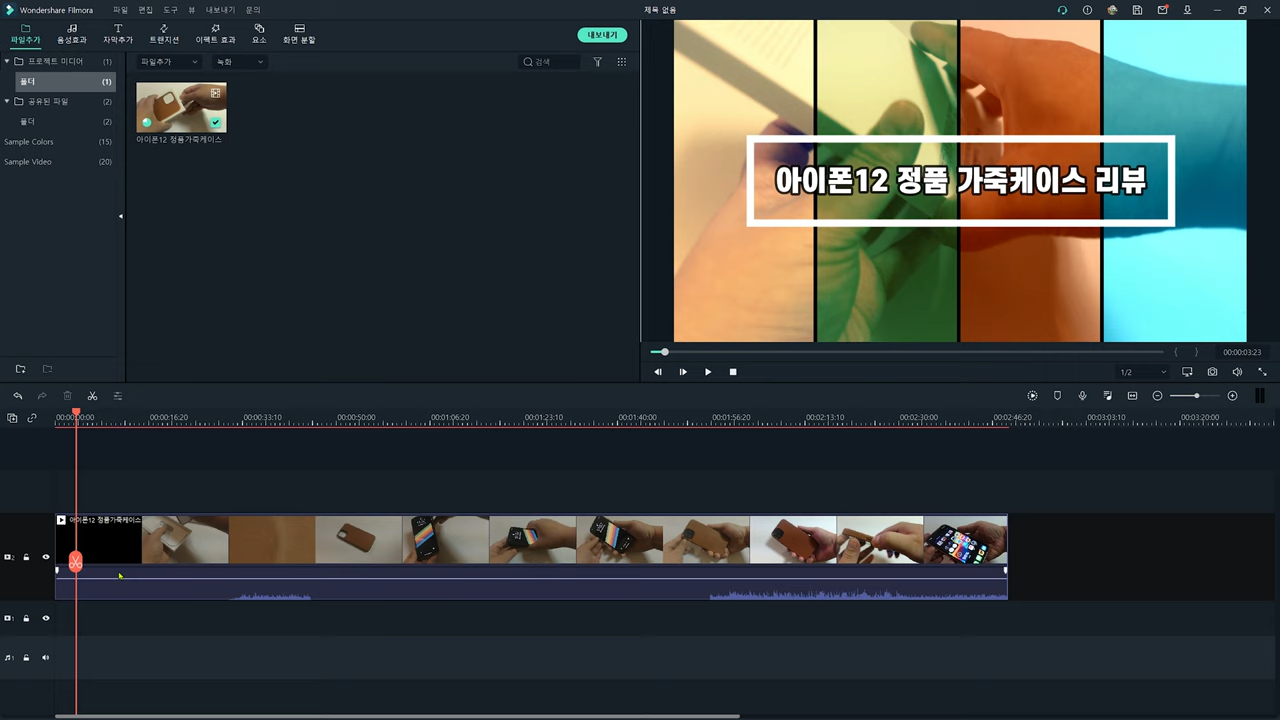 Wondershare Filmora
파일 편집 도구 뷰 내보내기 문의
제목 없음
파일추가 음성효과 자막추가 트랜지션 이펙트 효과 요소 화면 분할
내보내기
프로젝트 미디어 (1)
폴더 (1)
공유된 파일 (2)
폴더 (2)
Sample Colors (15)
Sample Video (20)
파일추가 녹화 검색
아이폰12 정품가죽케이스
아이폰12 정품 가죽케이스 리뷰
00:00:03:23
1/2
00:00:00:00 00:00:16:20 00:00:33:10 00:00:50:00 00:01:06:20 00:01:23:10 00:01:40:00 00:01:56:20 00:02:13:10 00:02:30:00 00:02:46:20 00:03:03:10 00:03:20:00
아이폰12 정품가죽케이스
2
1
1